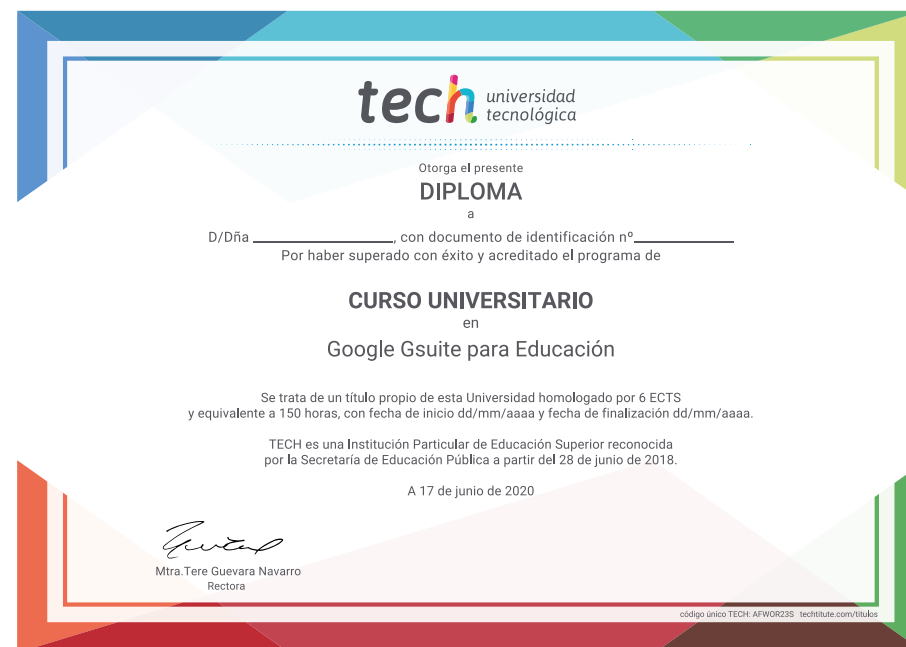 tech universidad
tecnológica
Otorga el presente
DIPLOMA
a
D/Dña ____________________, con documento de identificación nº______________
Por haber superado con éxito y acreditado el programa de
CURSO UNIVERSITARIO
en
Google Gsuite para Educación
Se trata de un título propio de esta Universidad homologado por 6 ECTS
y equivalente a 150 horas, con fecha de inicio dd/mm/aaaa y fecha de finalización dd/mm/aaaa.
TECH es una Institución Particular de Educación Superior reconocida
por la Secretaría de Educación Pública a partir del 28 de junio de 2018.
A 17 de junio de 2020
Mtra.Tere Guevara Navarro
Rectora
código único TECH: AFWOR23S techtitute.com/titulos